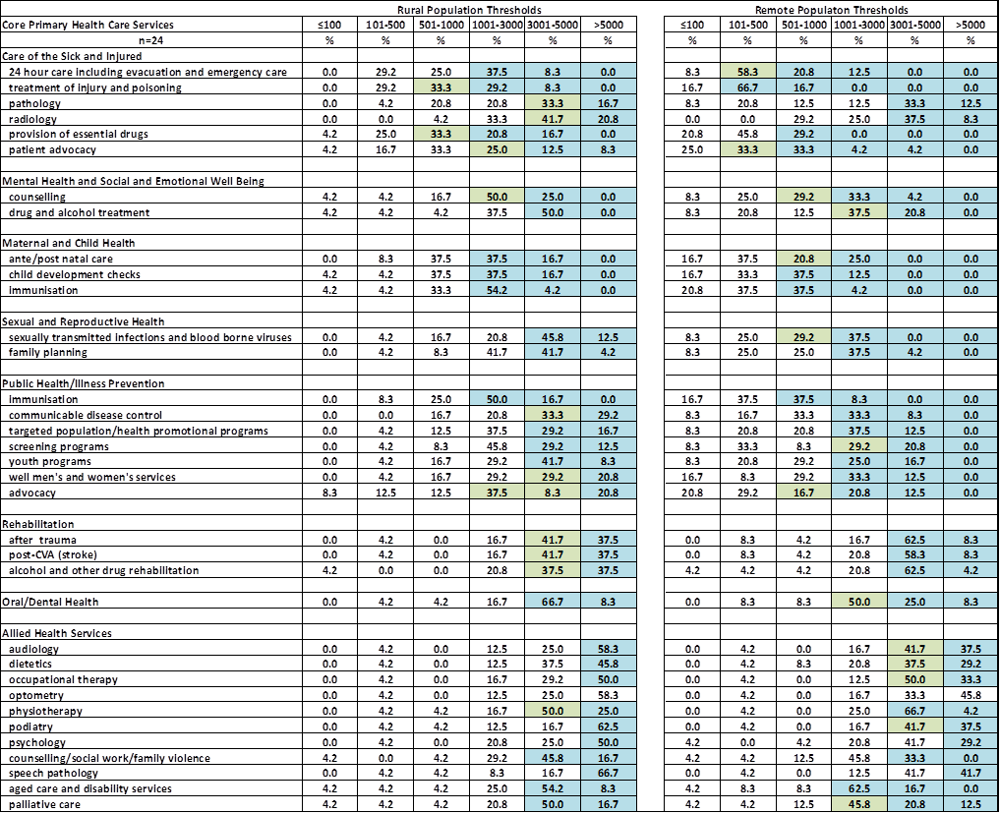 Rural Population Thresholds Remote Populaton Thresholds
Core Primary Health Care Services ≤100 101-500 501-1000 1001-3000 3001-5000 >5000 ≤100 101-500 501-1000 1001-3000 3001-5000 >5000
n=24 % % % % % % % % % % % %
Care of the Sick and Injured
24 hour care including evacuation and emergency care 0.0 29.2 25.0 37.5 8.3 0.0 8.3 58.3 20.8 12.5 0.0 0.0
treatment of injury and poisoning 0.0 29.2 33.3 29.2 8.3 0.0 16.7 66.7 16.7 0.0 0.0 0.0
pathology 0.0 4.2 20.8 20.8 33.3 16.7 8.3 20.8 12.5 12.5 33.3 12.5
radiology 0.0 0.0 4.2 33.3 41.7 20.8 0.0 0.0 29.2 25.0 37.5 8.3
provision of essential drugs 4.2 25.0 33.3 20.8 16.7 0.0 20.8 45.8 29.2 0.0 0.0 0.0
patient advocacy 4.2 16.7 33.3 25.0 12.5 8.3 25.0 33.3 33.3 4.2 4.2 0.0
Mental Health and Social and Emotional Well Being
counselling 4.2 4.2 16.7 50.0 25.0 0.0 8.3 25.0 29.2 33.3 4.2 0.0
drug and alcohol treatment 4.2 4.2 4.2 37.5 50.0 0.0 8.3 20.8 12.5 37.5 20.8 0.0
Maternal and Child Health
ante/post natal care 0.0 8.3 37.5 37.5 16.7 0.0 16.7 37.5 20.8 25.0 0.0 0.0
child development checks 4.2 4.2 37.5 37.5 16.7 0.0 16.7 33.3 37.5 12.5 0.0 0.0
immunisation 4.2 4.2 33.3 54.2 4.2 0.0 20.8 37.5 37.5 4.2 0.0 0.0
Sexual and Reproductive Health
sexually transmitted infections and blood borne viruses 0.0 4.2 16.7 20.8 45.8 12.5 8.3 25.0 29.2 37.5 0.0 0.0
family planning 0.0 4.2 8.3 41.7 41.7 4.2 8.3 25.0 25.0 37.5 4.2 0.0
Public Health/Illness Prevention
immunisation 0.0 8.3 25.0 50.0 16.7 0.0 16.7 37.5 37.5 8.3 0.0 0.0
communicable disease control 0.0 0.0 16.7 20.8 33.3 29.2 8.3 16.7 33.3 33.3 8.3 0.0
targeted population/health promotional programs 0.0 4.2 12.5 37.5 29.2 16.7 8.3 20.8 20.8 37.5 12.5 0.0
screening programs 0.0 4.2 8.3 45.8 29.2 12.5 8.3 33.3 8.3 29.2 20.8 0.0
youth programs 0.0 4.2 16.7 29.2 41.7 8.3 8.3 20.8 29.2 25.0 16.7 0.0
well men's and women's services 0.0 4.2 16.7 29.2 29.2 20.8 16.7 8.3 29.2 33.3 12.5 0.0
advocacy 8.3 12.5 12.5 37.5 8.3 20.8 20.8 29.2 16.7 20.8 12.5 0.0
Rehabilitation
after trauma 0.0 4.2 0.0 16.7 41.7 37.5 0.0 8.3 4.2 16.7 62.5 8.3
post-CVA (stroke) 0.0 4.2 0.0 16.7 41.7 37.5 0.0 8.3 4.2 20.8 58.3 8.3
alcohol and other drug rehabilitation 4.2 0.0 0.0 20.8 37.5 37.5 4.2 4.2 4.2 20.8 62.5 4.2
Oral/Dental Health 0.0 4.2 4.2 16.7 66.7 8.3 0.0 8.3 8.3 50.0 25.0 8.3
Allied Health Services
audiology 0.0 4.2 0.0 12.5 25.0 58.3 0.0 4.2 0.0 16.7 41.7 37.5
dietetics 0.0 4.2 0.0 12.5 37.5 45.8 0.0 4.2 8.3 20.8 37.5 29.2
occupational therapy 0.0 4.2 0.0 16.7 29.2 50.0 0.0 4.2 0.0 12.5 50.0 33.3
optometry 0.0 4.2 0.0 12.5 25.0 58.3 0.0 4.2 0.0 16.7 33.3 45.8
physiotherapy 0.0 4.2 4.2 16.7 50.0 25.0 0.0 4.2 0.0 25.0 66.7 4.2
podiatry 0.0 4.2 4.2 12.5 16.7 62.5 0.0 4.2 0.0 16.7 41.7 37.5
psychology 0.0 4.2 0.0 20.8 25.0 50.0 4.2 0.0 4.2 20.8 41.7 29.2
counselling/social work/family violence 4.2 0.0 4.2 29.2 45.8 16.7 4.2 4.2 12.5 45.8 33.3 0.0
speech pathology 0.0 4.2 4.2 8.3 16.7 66.7 0.0 4.2 0.0 12.5 41.7 41.7
aged care and disability services 4.2 4.2 4.2 25.0 54.2 8.3 4.2 8.3 8.3 62.5 16.7 0.0
palliative care 4.2 4.2 4.2 20.8 50.0 16.7 4.2 4.2 12.5 45.8 20.8 12.5